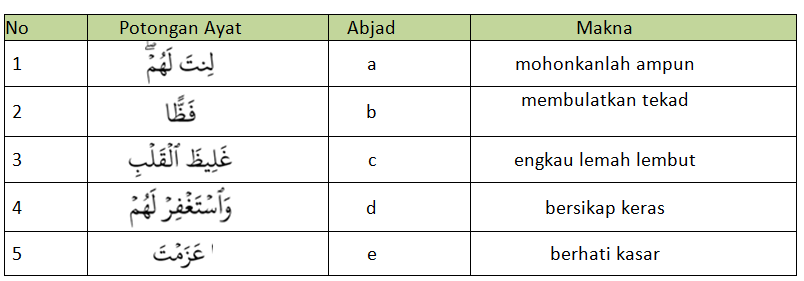 No Potongan Ayat Abjad Makna
1 لِنتَ لَهُمۡۖ a mohonkanlah ampun
2 فَظًّا b membulatkan tekad
3 غَلِيظَ ٱلۡقَلۡبِ c engkau lemah lembut
4 وَٱسۡتَغۡفِرۡ لَهُمۡ d bersikap keras
5 عَزَمۡتَ e berhati kasar